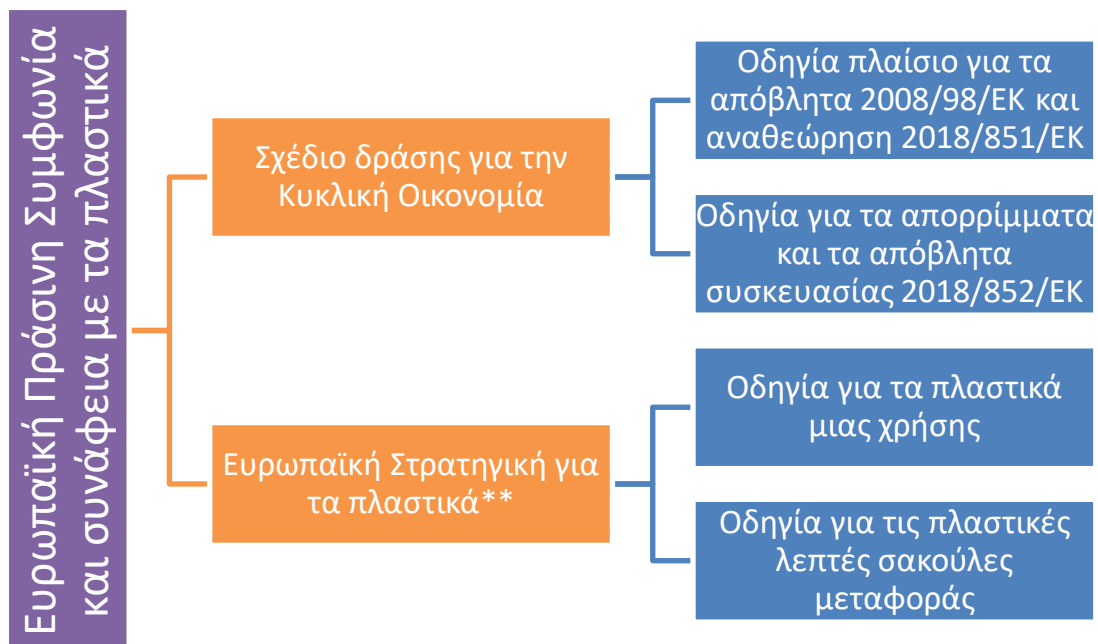 Ευρωπαϊκή Πράσινη Συμφωνία
και συνάφεια με τα πλαστικά
Σχέδιο δράσης για την
Κυκλική Οικονομία
Οδηγία πλαίσιο για τα
απόβλητα 2008/98/ΕΚ και
αναθεώρηση 2018/851/ΕΚ
Οδηγία για τα απορρίμματα
και τα απόβλητα
συσκευασίας 2018/852/ΕΚ
Ευρωπαϊκή Στρατηγική για
τα πλαστικά**
Οδηγία για τα πλαστικά
μιας χρήσης
Οδηγία για τις πλαστικές
λεπτές σακούλες
μεταφοράς